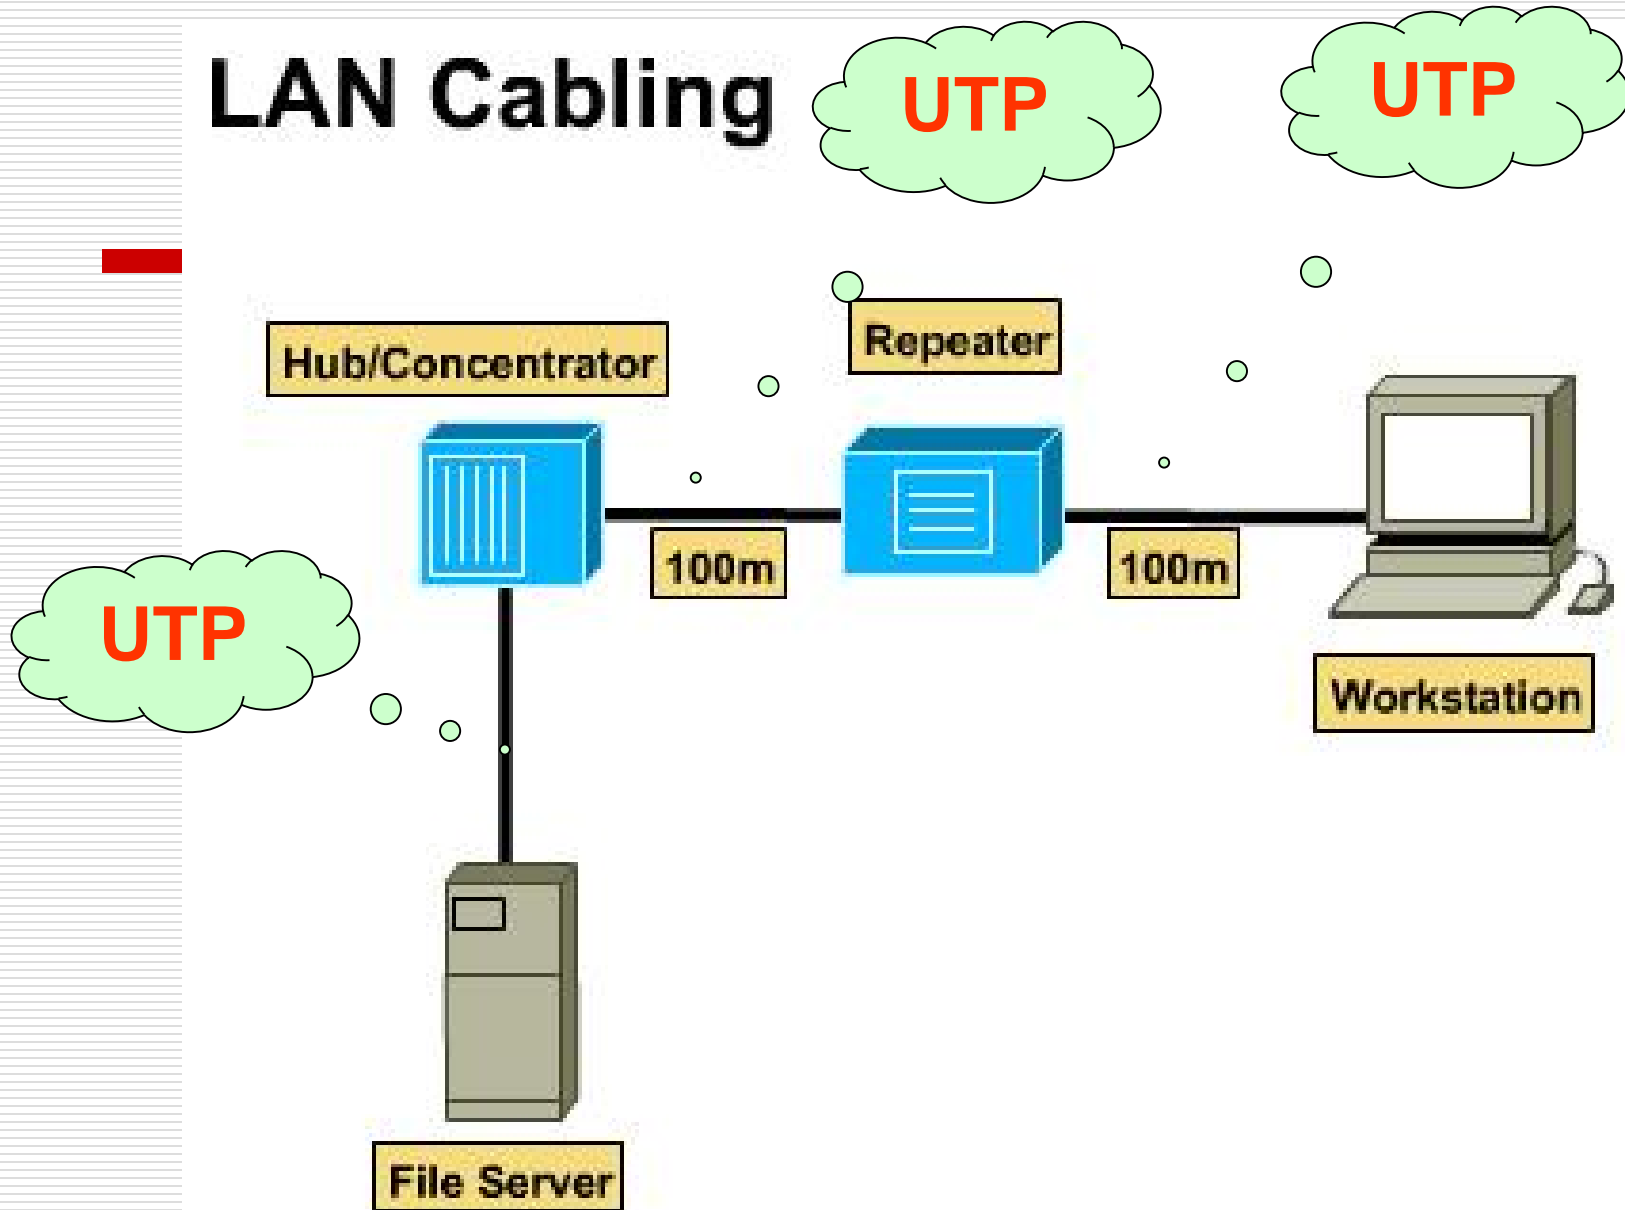 LAN Cabling
UTP
UTP
Hub/Concentrator
Repeater
100m
100m
UTP
Workstation
File Server